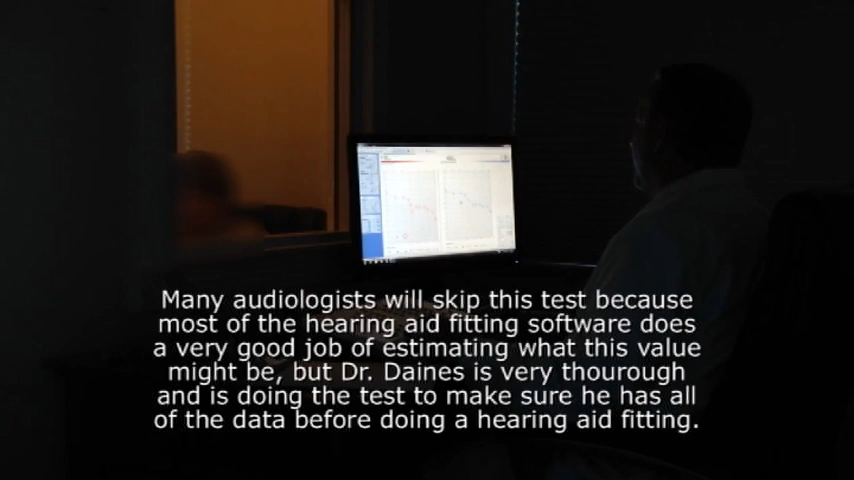 Many audiologists will skip this test because
most of the hearing aid fitting software does
a very good job of estimating what this value
might be, but Dr. Daines is very thourough
and is doing the test to make sure he has all
of the data before doing a hearing aid fitting.